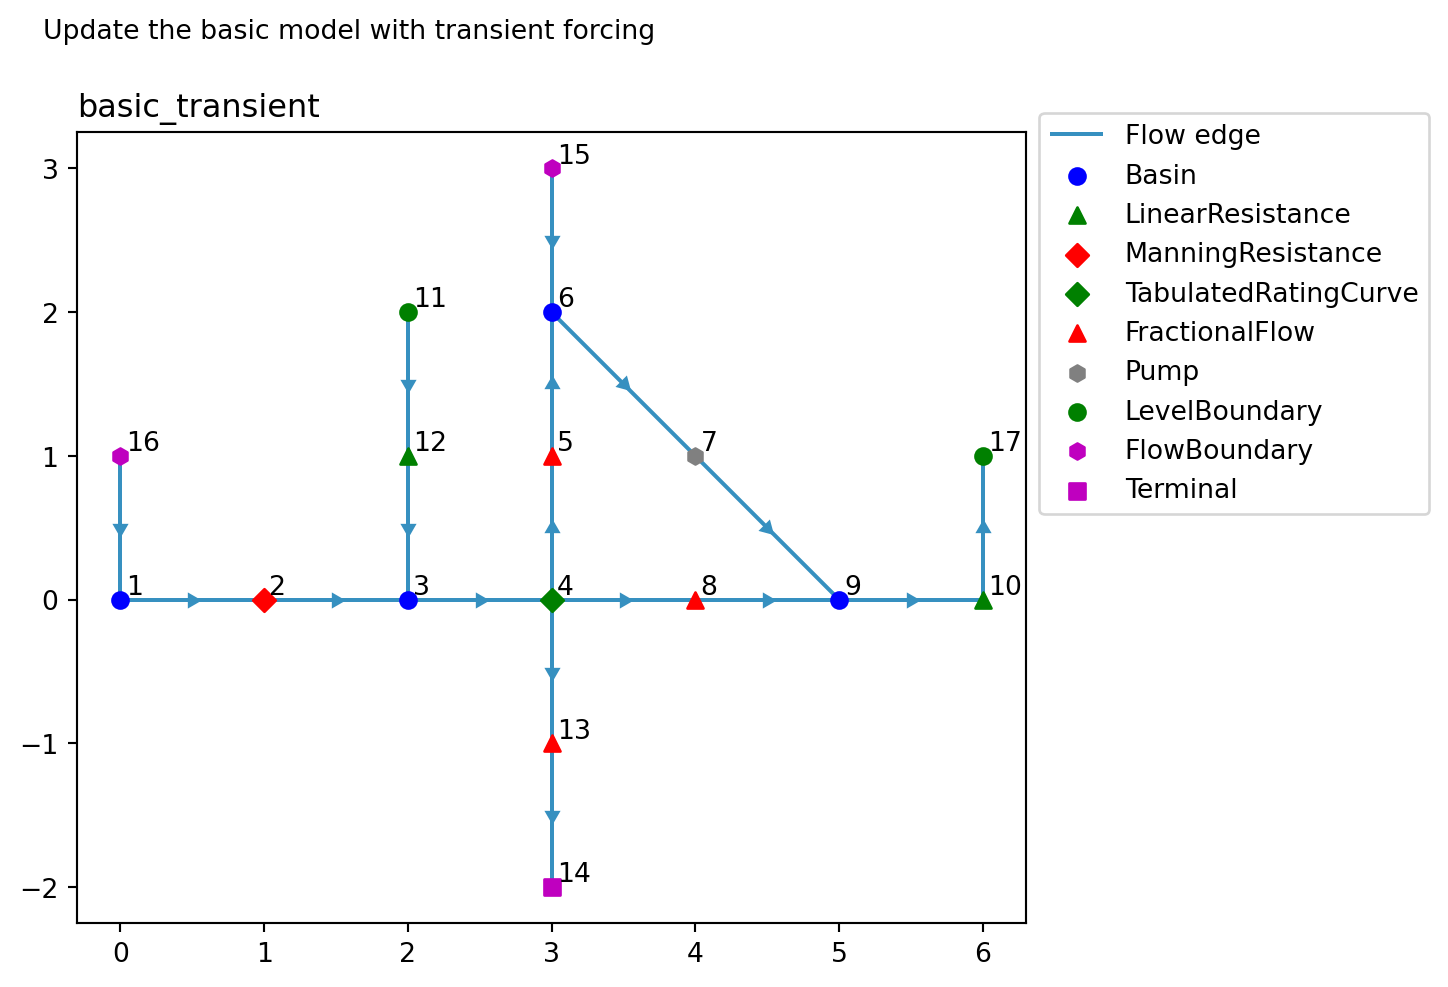 Update the basic model with transient forcing
basic_transient
Flow edge
Basin
LinearResistance
ManningResistance
TabulatedRatingCurve
FractionalFlow
Pump
LevelBoundary
FlowBoundary
Terminal
3
2
1
0
−1
−2
15
11
6
16
12
5
7
17
1
2
3
4
8
9
10
13
14
0
1
2
3
4
5
6